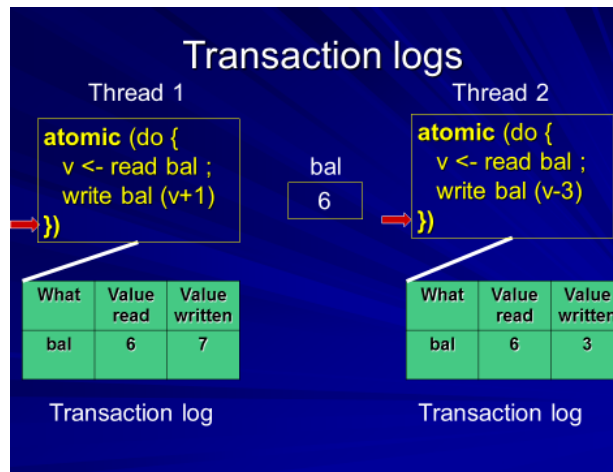 Transaction logs
Thread 1
atomic (do {
v <- read bal ;
write bal (v+1)
})
bal
6
Thread 2
atomic (do {
v <- read bal ;
write bal (v-3)
})
What Value read Value written
bal 6 7
Transaction log
What Value read Value written
bal 6 3
Transaction log